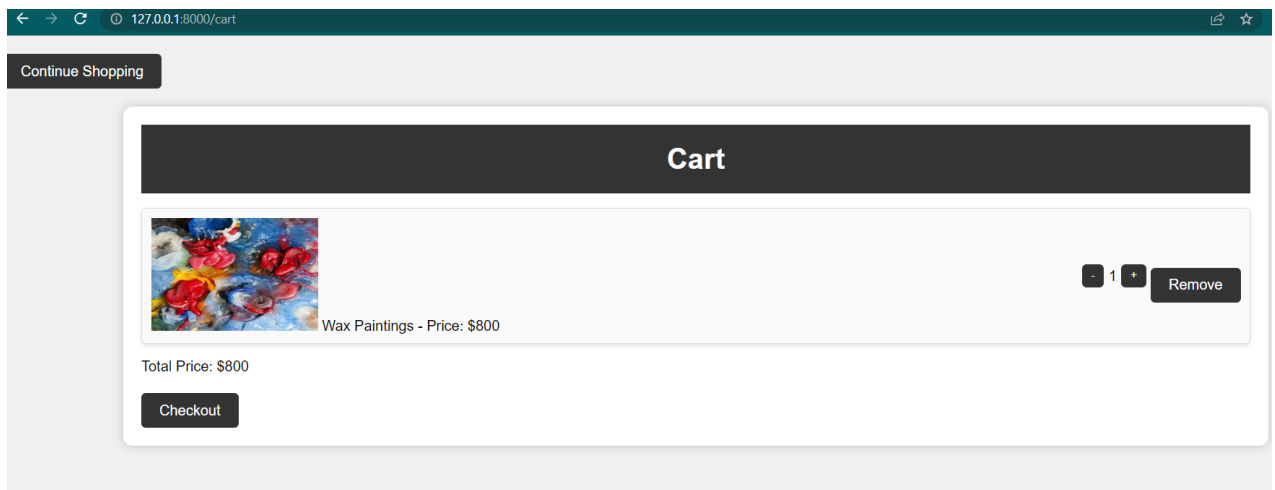 127.0.0.1:8000/cart
Continue Shopping
Cart
- 1 +
Remove
Wax Paintings - Price: $800
Total Price: $800
Checkout